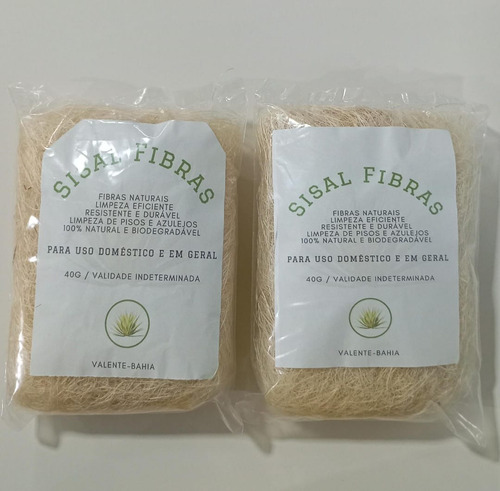 SISAL FIBRAS
FIBRAS NATURAIS
LIMPEZA EFICIENTE
RESISTENTE E DURÁVEL
LIMPEZA DE PISOS E AZULEJOS
100% NATURAL E BIODEGRADÁVEL
PARA USO DOMÉSTICO E EM GERAL
40G / VALIDADE INDETERMINADA
VALENTE-BAHIA
SISAL FIBRAS
FIBRAS NATURAIS
LIMPEZA EFICIENTE
RESISTENTE E DURÁVEL
LIMPEZA DE PISOS E AZULEJOS
100% NATURAL E BIODEGRADÁVEL
PARA USO DOMÉSTICO E EM GERAL
40G / VALIDADE INDETERMINADA
VALENTE-BAHIA